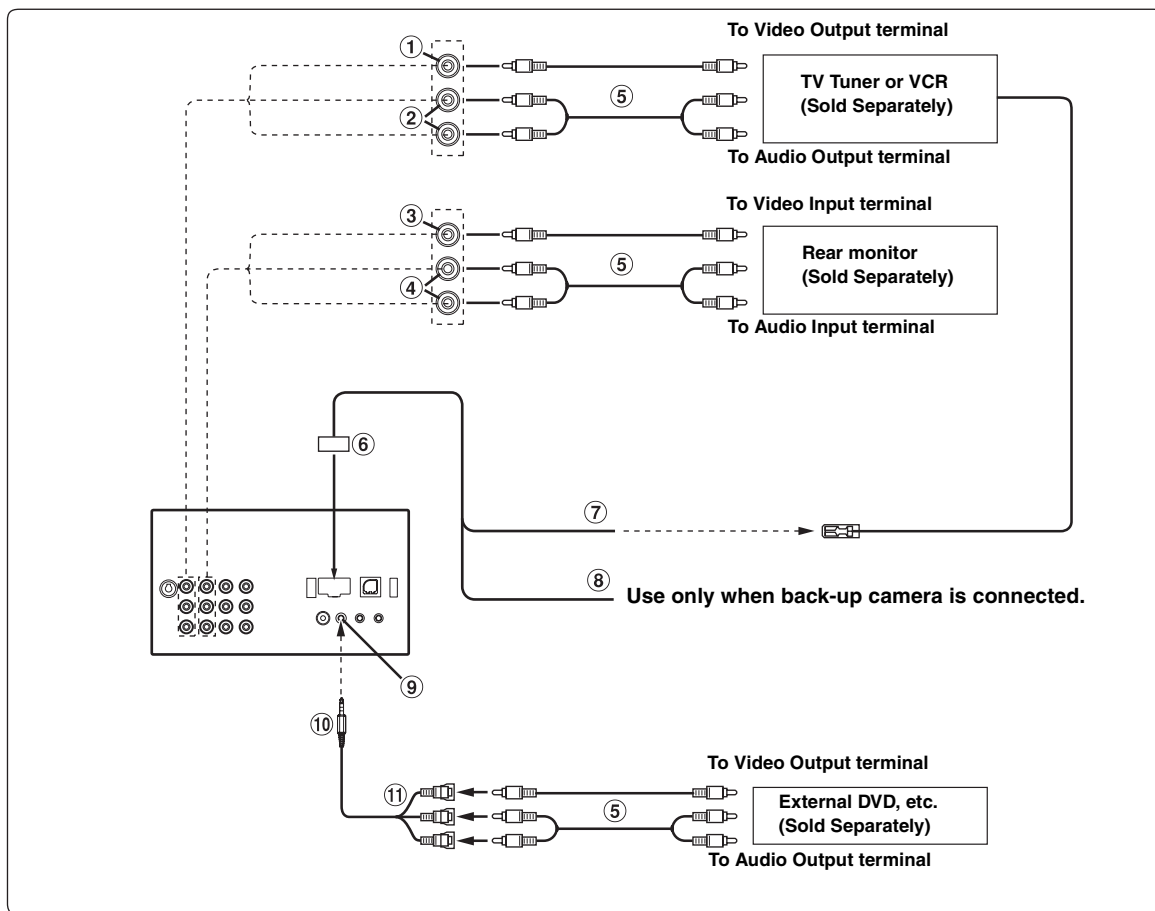 To Video Output terminal
①
TV Tuner or VCR
(Sold Separately)
⑤
②
To Audio Output terminal
To Video Input terminal
③
Rear monitor
(Sold Separately)
⑤
④
To Audio Input terminal
⑥
⑦
⑧
Use only when back-up camera is connected.
⑨
⑩
To Video Output terminal
⑪
External DVD, etc.
(Sold Separately)
⑤
To Audio Output terminal